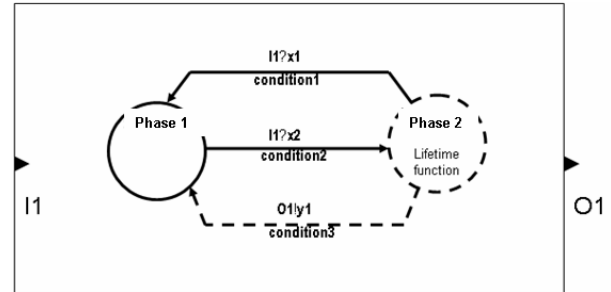 I1?x1
condition1
Phase 1
Phase 2
I1?x2
condition2
Lifetime
function
I1
O1
O1!y1
condition3